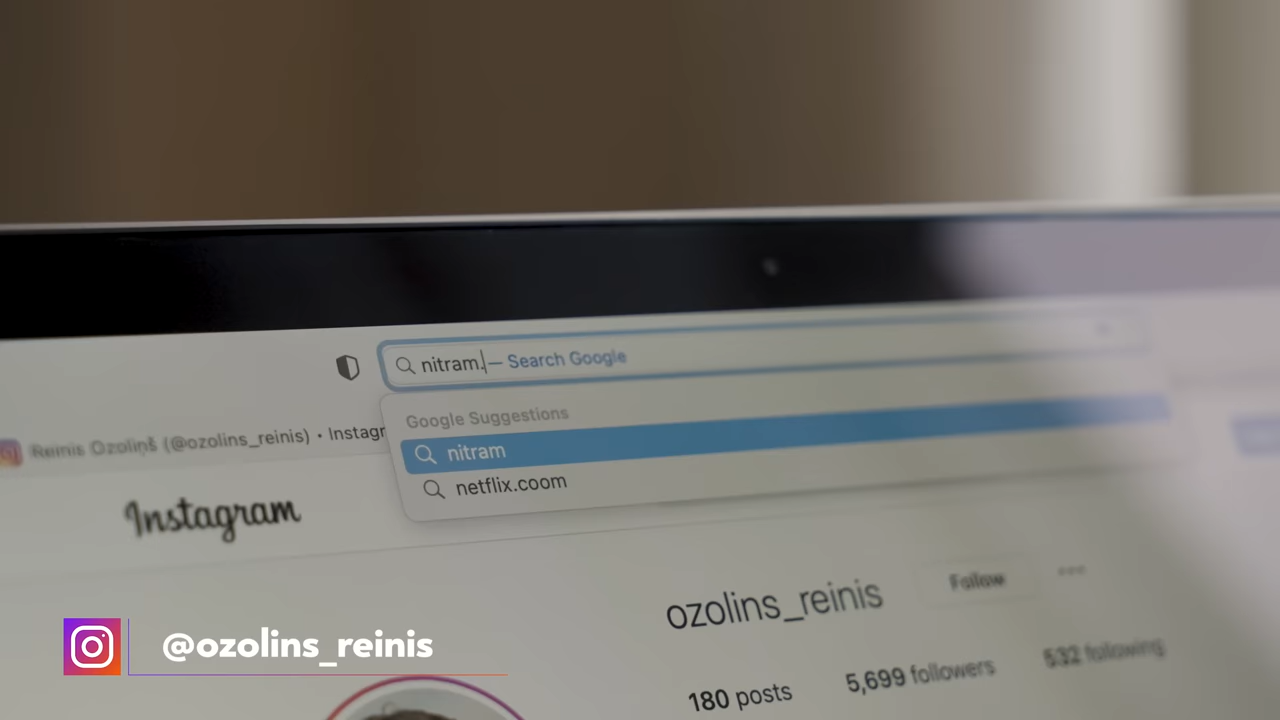 nitram. — Search Google
Google Suggestions
nitram
netflix.coom
Reinis Ozoliņš (@ozolins_reinis) • Instagr
Instagram
ozolins_reinis
Follow
180 posts
5,699 followers
532 following
@ozolins_reinis